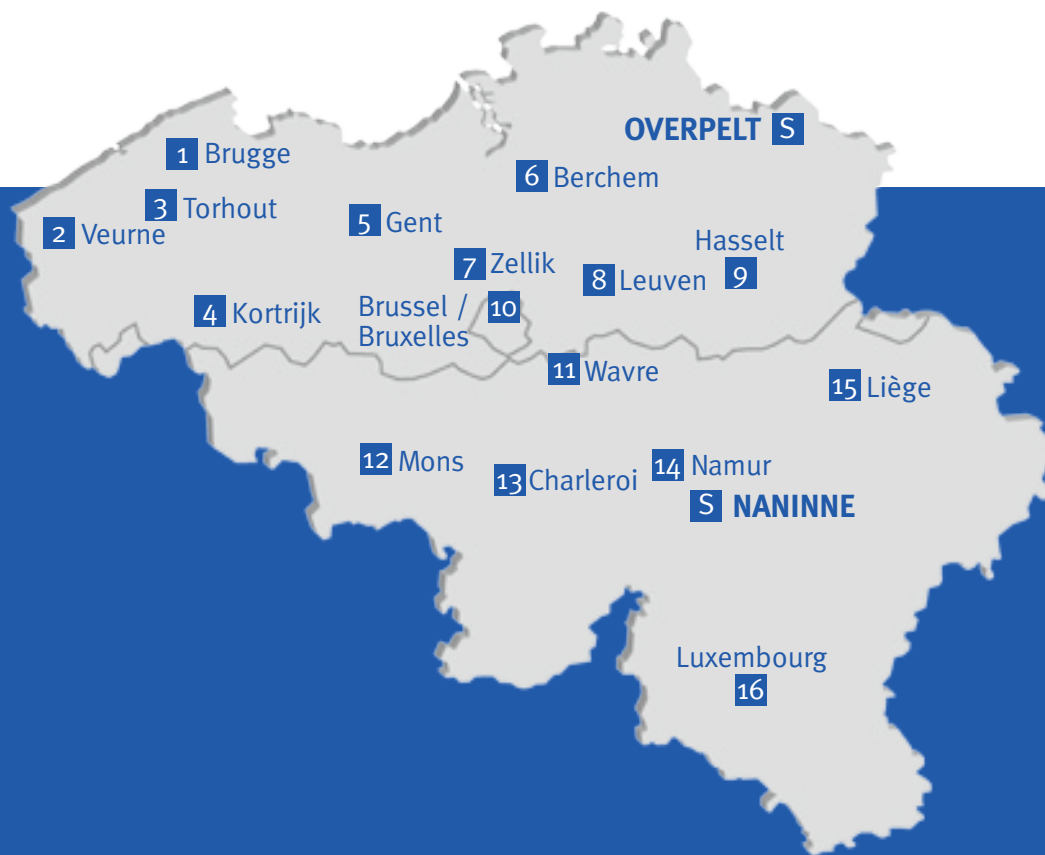 OVERPELT S
1 Brugge
6 Berchem
3 Torhout
5 Gent
2 Veurne
Hasselt
7 Zellik
8 Leuven
9
4 Kortrijk
Brussel /
Bruxelles
10
11 Wavre
15 Liège
12 Mons
13 Charleroi
14 Namur
S NANINNE
Luxembourg
16